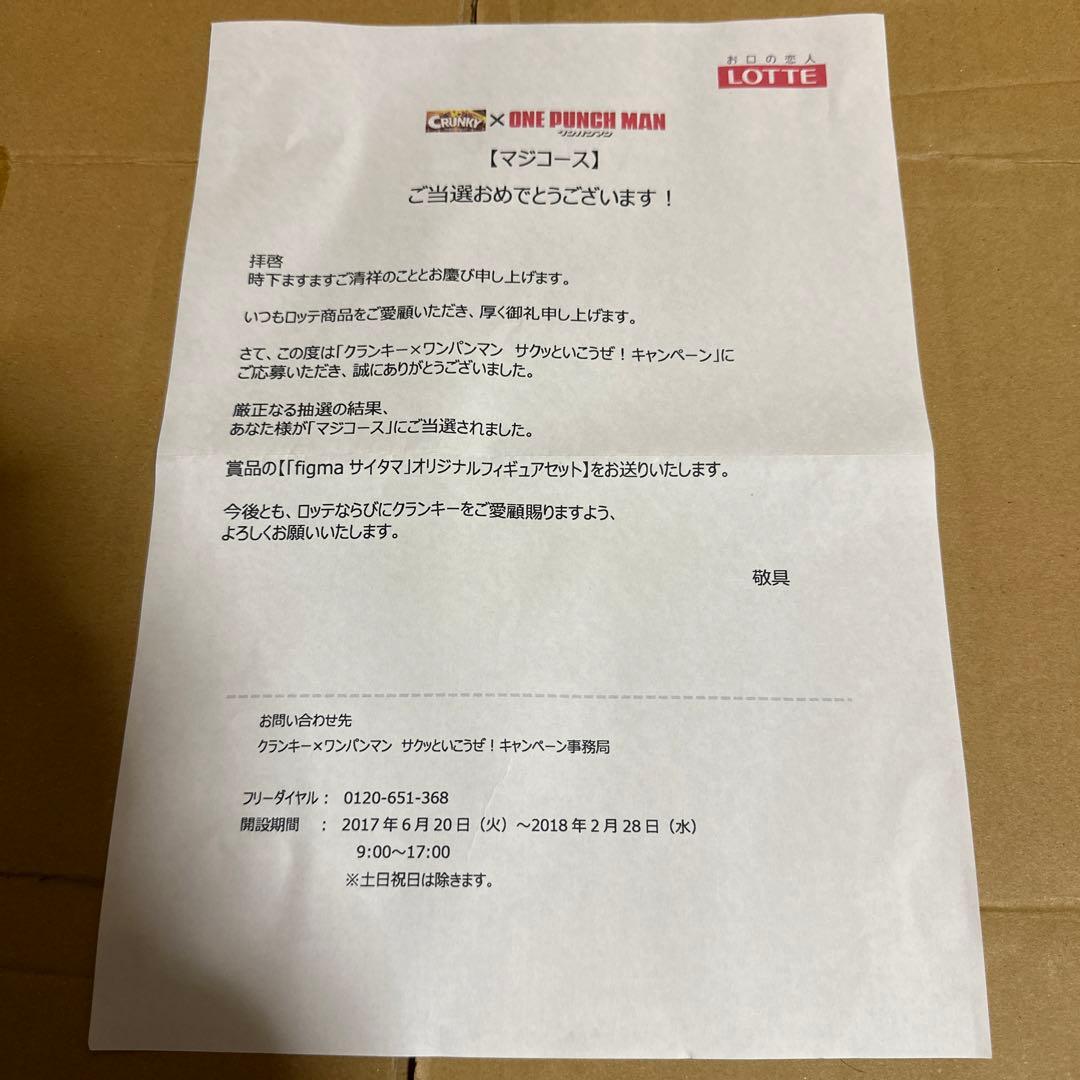 お口の恋人
LOTTE
CRUNKY × ONE PUNCH MAN
ワンパンマン
【マジコース】
ご当選おめでとうございます！
拝啓
時下ますますご清祥のこととお慶び申し上げます。
いつもロッテ商品をご愛顧いただき、厚く御礼申し上げます。
さて、この度は「クランキー×ワンパンマン サクッといこうぜ！キャンペーン」に
ご応募いただき、誠にありがとうございました。
厳正なる抽選の結果、
あなた様が「マジコース」にご当選されました。
賞品の【「figma サイタマ」オリジナルフィギュアセット】をお送りいたします。
今後とも、ロッテならびにクランキーをご愛顧賜りますよう、
よろしくお願いいたします。
敬具
お問い合わせ先
クランキー×ワンパンマン サクッといこうぜ！キャンペーン事務局
フリーダイヤル： 0120-651-368
開設期間 ： 2017年6月20日（火）～2018年2月28日（水）
9:00～17:00
※土日祝日は除きます。